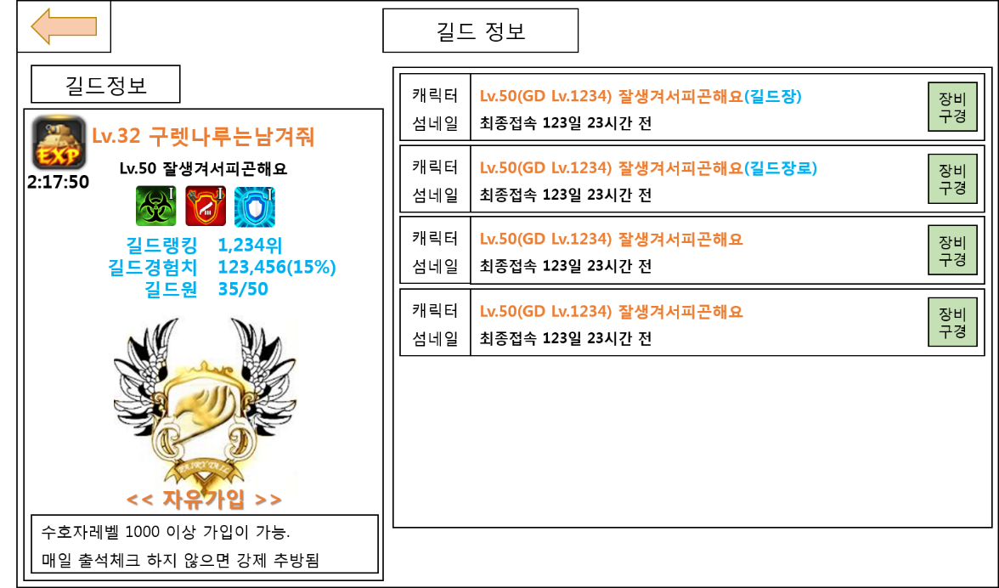 길드 정보
길드정보
EXP
2:17:50
Lv.32 구렛나루는남겨줘
Lv.50 잘생겨서피곤해요
I I I
길드랭킹 1,234위
길드경험치 123,456(15%)
길드원 35/50
FAIRY TAIL
<< 자유가입 >>
수호자레벨 1000 이상 가입이 가능.
매일 출석체크 하지 않으면 강제 추방됨
캐릭터
섬네일
Lv.50(GD Lv.1234) 잘생겨서피곤해요(길드장)
최종접속 123일 23시간 전
장비
구경
캐릭터
섬네일
Lv.50(GD Lv.1234) 잘생겨서피곤해요(길드장로)
최종접속 123일 23시간 전
장비
구경
캐릭터
섬네일
Lv.50(GD Lv.1234) 잘생겨서피곤해요
최종접속 123일 23시간 전
장비
구경
캐릭터
섬네일
Lv.50(GD Lv.1234) 잘생겨서피곤해요
최종접속 123일 23시간 전
장비
구경